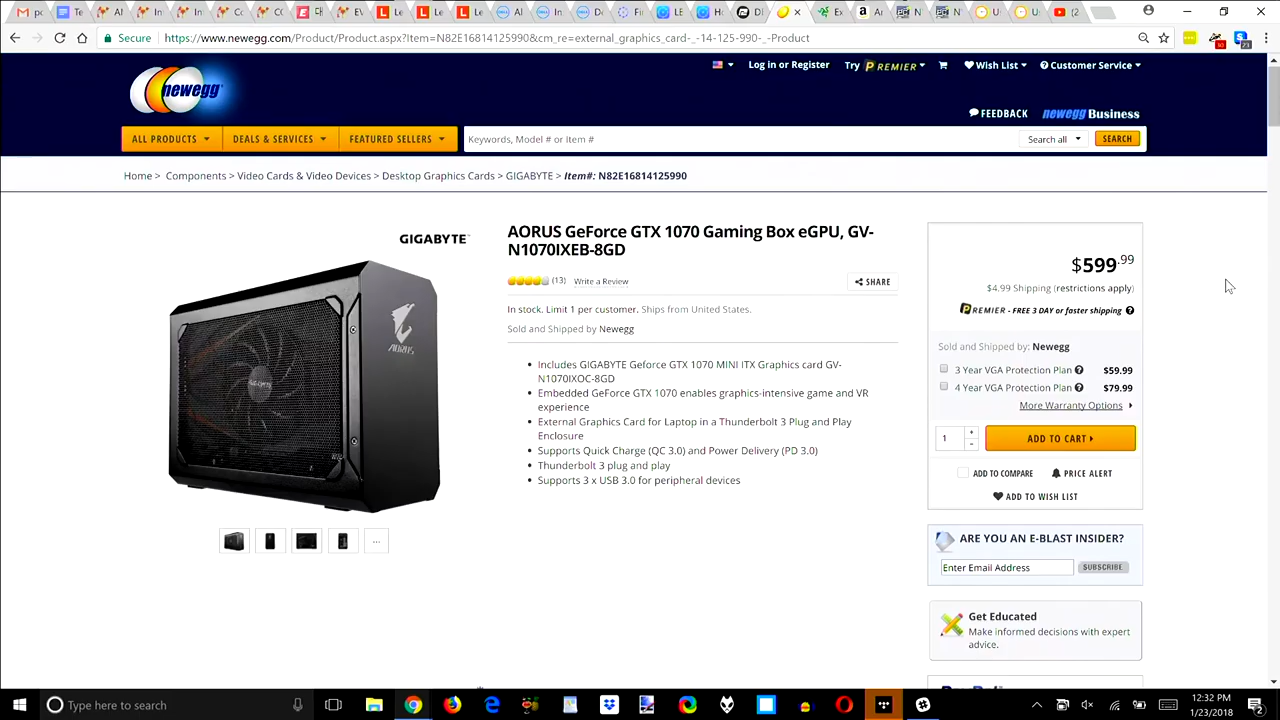 Secure
https://www.newegg.com/Product/Product.aspx?Item=N82E16814125990&cm_re=external_graphics_card-_-14-125-990-_-Product
newegg
Log in or Register
Try PREMIER
Wish List
Customer Service
FEEDBACK
newegg Business
ALL PRODUCTS
DEALS & SERVICES
FEATURED SELLERS
Keywords, Model # or Item #
Search all
SEARCH
Home > Components > Video Cards & Video Devices > Desktop Graphics Cards > GIGABYTE > Item#: N82E16814125990
GIGABYTE™
AORUS
AORUS GeForce GTX 1070 Gaming Box eGPU, GV-
N1070IXEB-8GD
(13) Write a Review
SHARE
In stock. Limit 1 per customer. Ships from United States.
Sold and Shipped by Newegg
Includes GIGABYTE Geforce GTX 1070 MINI ITX Graphics card GV-
N1070IXOC-8GD
Embedded GeForce GTX 1070 enables graphics-intensive game and VR
experience
External Graphics Card for Laptop in a Thunderbolt 3 Plug and Play
Enclosure
Supports Quick Charge (QC 3.0) and Power Delivery (PD 3.0)
Thunderbolt 3 plug and play
Supports 3 x USB 3.0 for peripheral devices
...
$599.99
$4.99 Shipping (restrictions apply)
PREMIER - FREE 3 DAY or faster shipping
Sold and Shipped by: Newegg
3 Year VGA Protection Plan $59.99
4 Year VGA Protection Plan $79.99
More Warranty Options
1
ADD TO CART
ADD TO COMPARE
PRICE ALERT
ADD TO WISH LIST
ARE YOU AN E-BLAST INSIDER?
Enter Email Address
SUBSCRIBE
Get Educated
Make informed decisions with expert
advice.
Type here to search
12:32 PM
1/23/2018